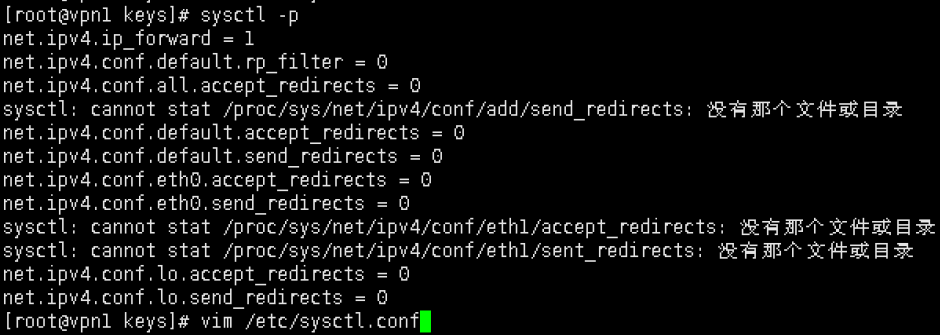 [root@vpn1 keys]# sysctl -p
net.ipv4.ip_forward = 1
net.ipv4.conf.default.rp_filter = 0
net.ipv4.conf.all.accept_redirects = 0
sysctl: cannot stat /proc/sys/net/ipv4/conf/add/send_redirects: 没有那个文件或目录
net.ipv4.conf.default.accept_redirects = 0
net.ipv4.conf.default.send_redirects = 0
net.ipv4.conf.eth0.accept_redirects = 0
net.ipv4.conf.eth0.send_redirects = 0
sysctl: cannot stat /proc/sys/net/ipv4/conf/eth1/accept_redirects: 没有那个文件或目录
sysctl: cannot stat /proc/sys/net/ipv4/conf/eth1/sent_redirects: 没有那个文件或目录
net.ipv4.conf.lo.accept_redirects = 0
net.ipv4.conf.lo.send_redirects = 0
[root@vpn1 keys]# vim /etc/sysctl.conf